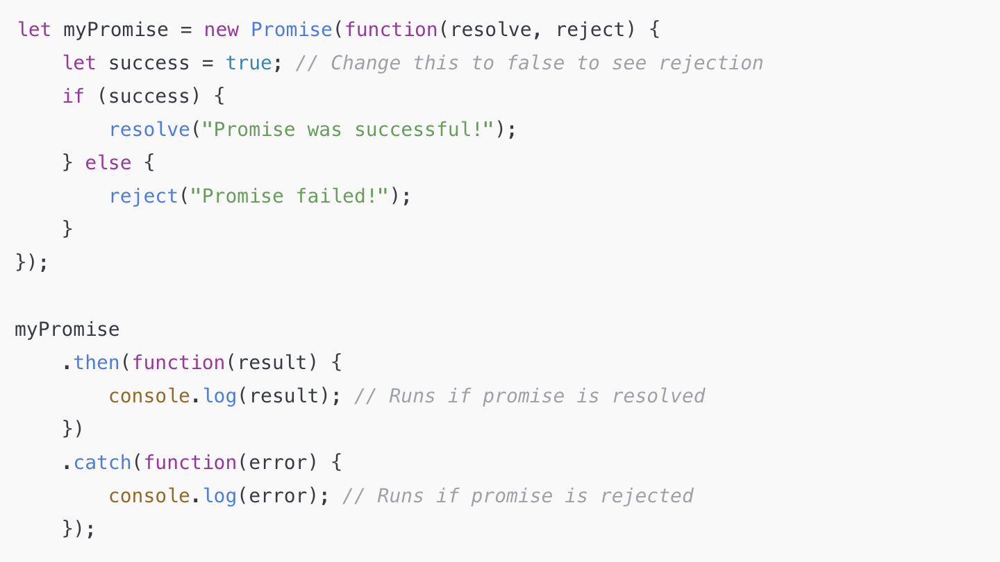 let myPromise = new Promise(function(resolve, reject) {
    let success = true; // Change this to false to see rejection
    if (success) {
        resolve("Promise was successful!");
    } else {
        reject("Promise failed!");
    }
});

myPromise
    .then(function(result) {
        console.log(result); // Runs if promise is resolved
    })
    .catch(function(error) {
        console.log(error); // Runs if promise is rejected
    });